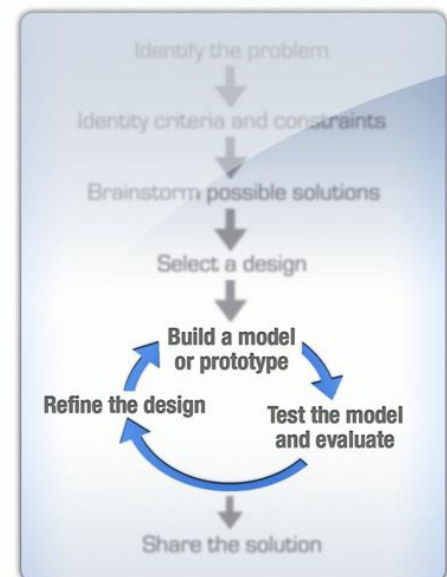 Identify the problem
Identity criteria and constraints
Brainstorm possible solutions
Select a design
Build a model
or prototype
Refine the design
Test the model
and evaluate
Share the solution